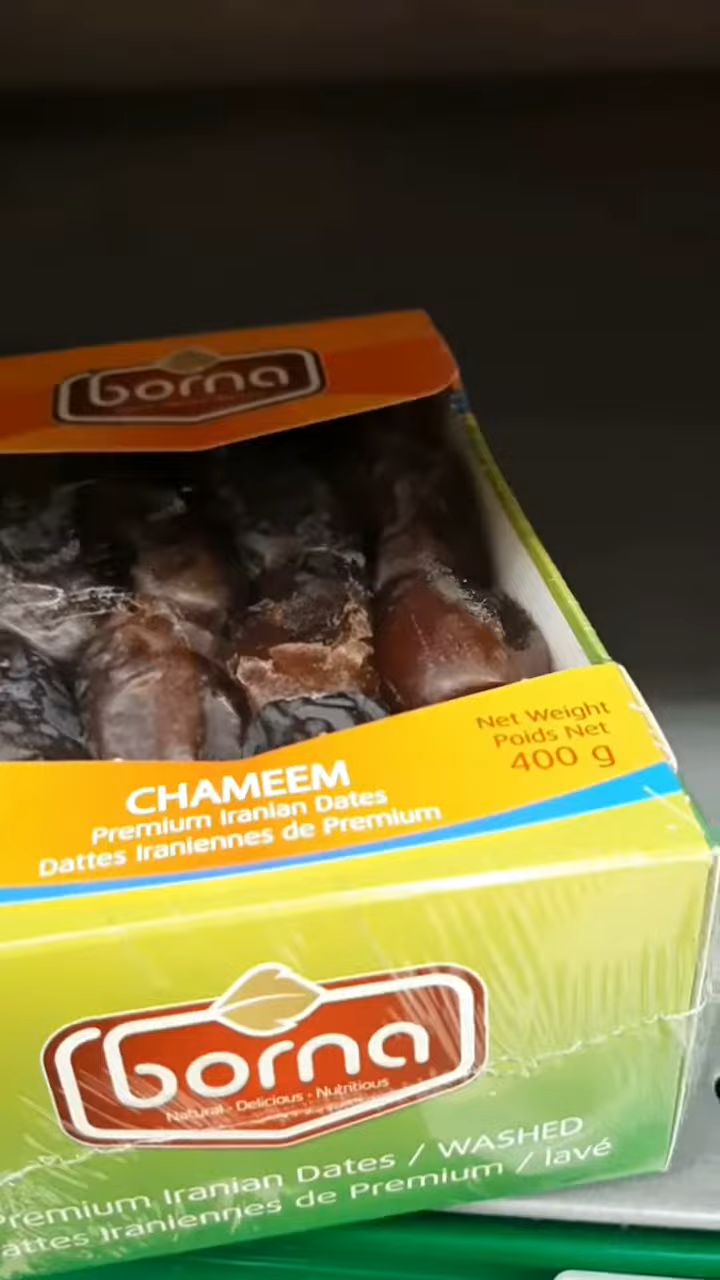 borna
Net Weight
Poids Net
400 g
CHAMEEM
Premium Iranian Dates
Dattes Iraniennes de Premium
borna
Natural - Delicious - Nutritious
Premium Iranian Dates / WASHED
attes Iraniennes de Premium / lavé